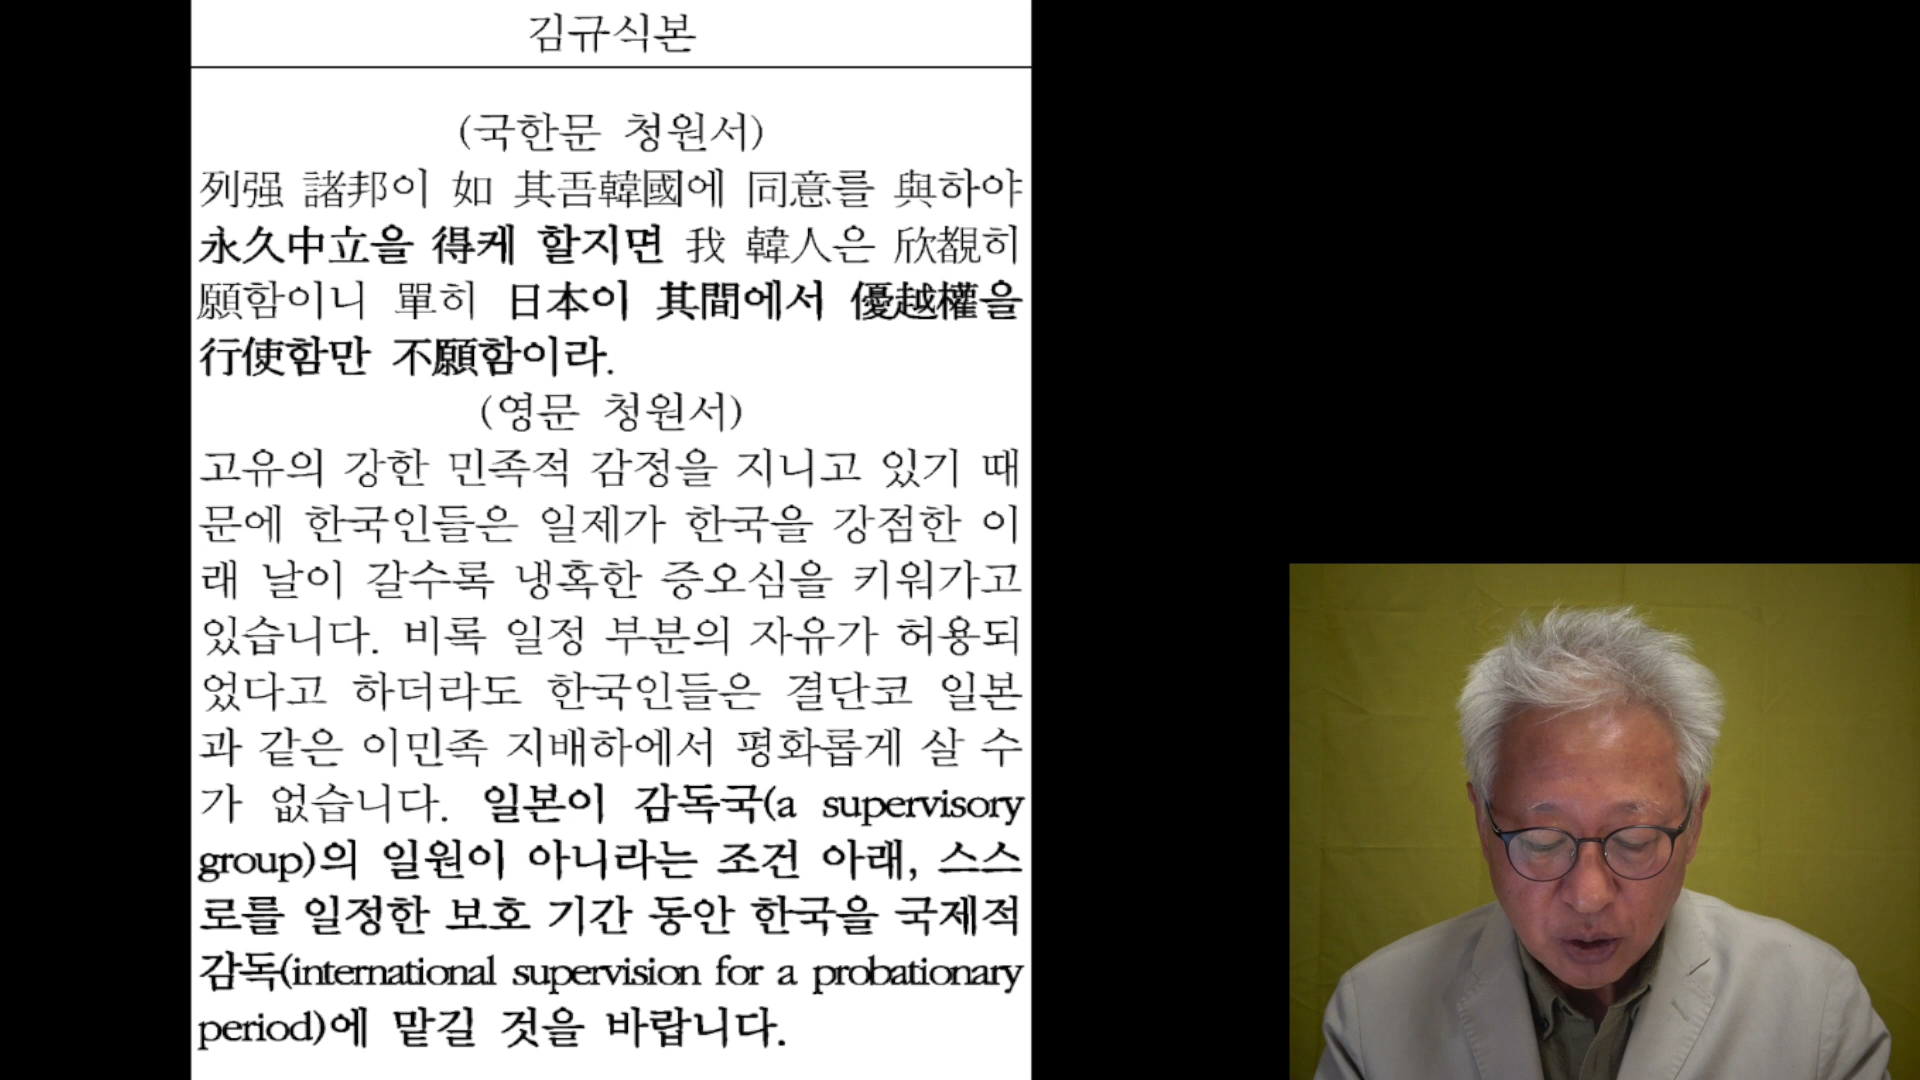 김규식본
(국한문 청원서)
列强 諸邦이 如 其吾韓國에 同意를 與하야
永久中立을 得케 할지면 我 韓人은 欣觀히
願함이니 單히 日本이 其間에서 優越權을
行使함만 不願함이라.
(영문 청원서)
고유의 강한 민족적 감정을 지니고 있기 때
문에 한국인들은 일제가 한국을 강점한 이
래 날이 갈수록 냉혹한 증오심을 키워가고
있습니다. 비록 일정 부분의 자유가 허용되
었다고 하더라도 한국인들은 결단코 일본
과 같은 이민족 지배하에서 평화롭게 살 수
가 없습니다. 일본이 감독국(a supervisory
group)의 일원이 아니라는 조건 아래, 스스
로를 일정한 보호 기간 동안 한국을 국제적
감독(international supervision for a probationary
period)에 맡길 것을 바랍니다.